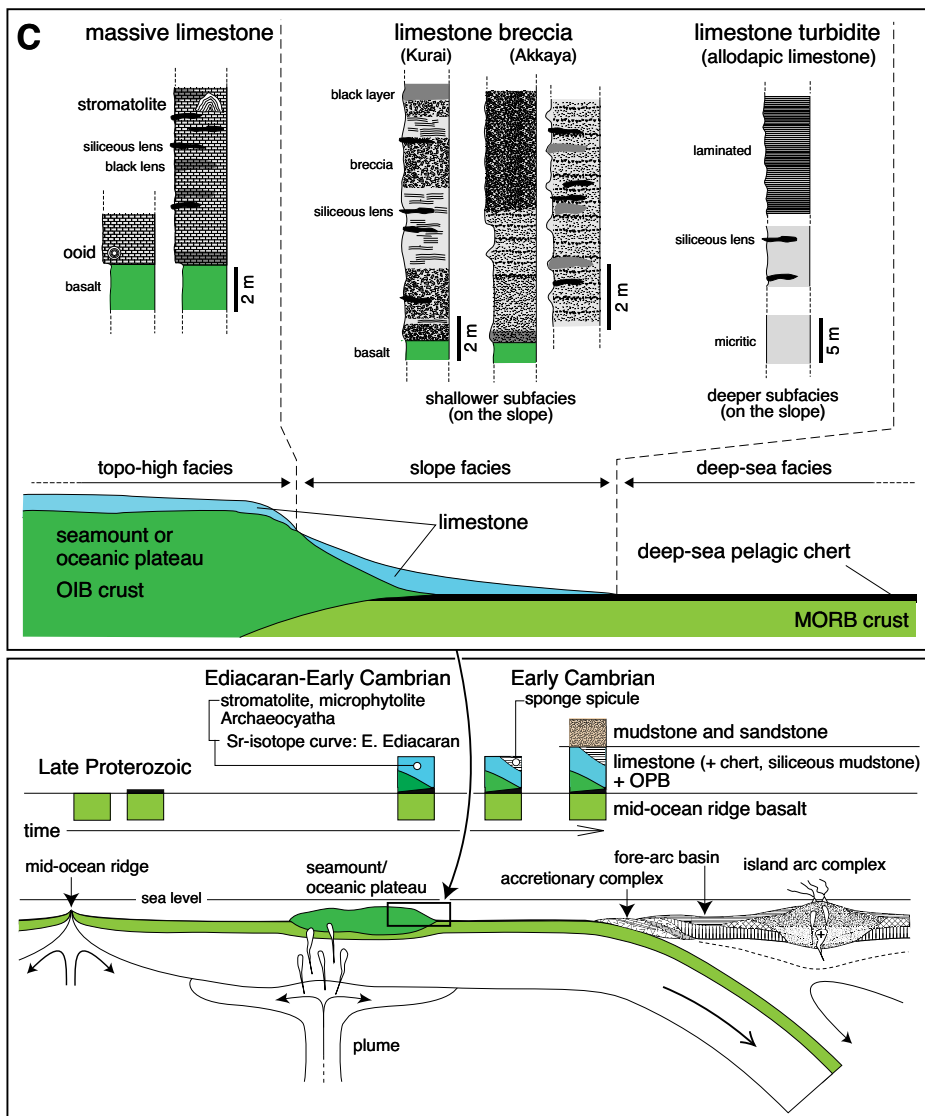 C
massive limestone
stromatolite
siliceous lens
black lens
ooid
basalt
2 m
limestone breccia
(Kurai)
(Akkaya)
black layer
breccia
siliceous lens
basalt
2 m
2 m
shallower subfacies
(on the slope)
limestone turbidite
(allodapic limestone)
laminated
siliceous lens
micritic
5 m
deeper subfacies
(on the slope)
topo-high facies
slope facies
deep-sea facies
limestone
seamount or
oceanic plateau
OIB crust
deep-sea pelagic chert
MORB crust
Ediacaran-Early Cambrian
stromatolite, microphytolite
Archaeocyatha
Sr-isotope curve: E. Ediacaran
Early Cambrian
sponge spicule
mudstone and sandstone
limestone (+ chert, siliceous mudstone)
+ OPB
mid-ocean ridge basalt
Late Proterozoic
time
mid-ocean ridge
sea level
seamount/
oceanic plateau
accretionary complex
fore-arc basin
island arc complex
+
plume